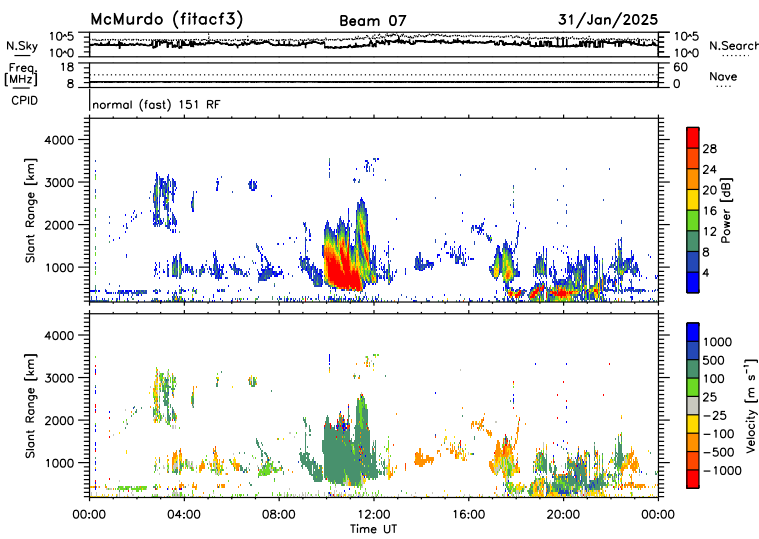 McMurdo (fitacf3) Beam 07 31/Jan/2025
N.Sky 10^5 10^0 10^5 10^0 N.Search
Freq. [MHz] 18 8 60 0 Nave
CPID normal (fast) 151 RF
Slant Range [km] 4000 3000 2000 1000
Power [dB] 28 24 20 16 12 8 4
Slant Range [km] 4000 3000 2000 1000
Velocity [m s^-1] 1000 500 100 25 -25 -100 -500 -1000
00:00 04:00 08:00 12:00 16:00 20:00 00:00
Time UT